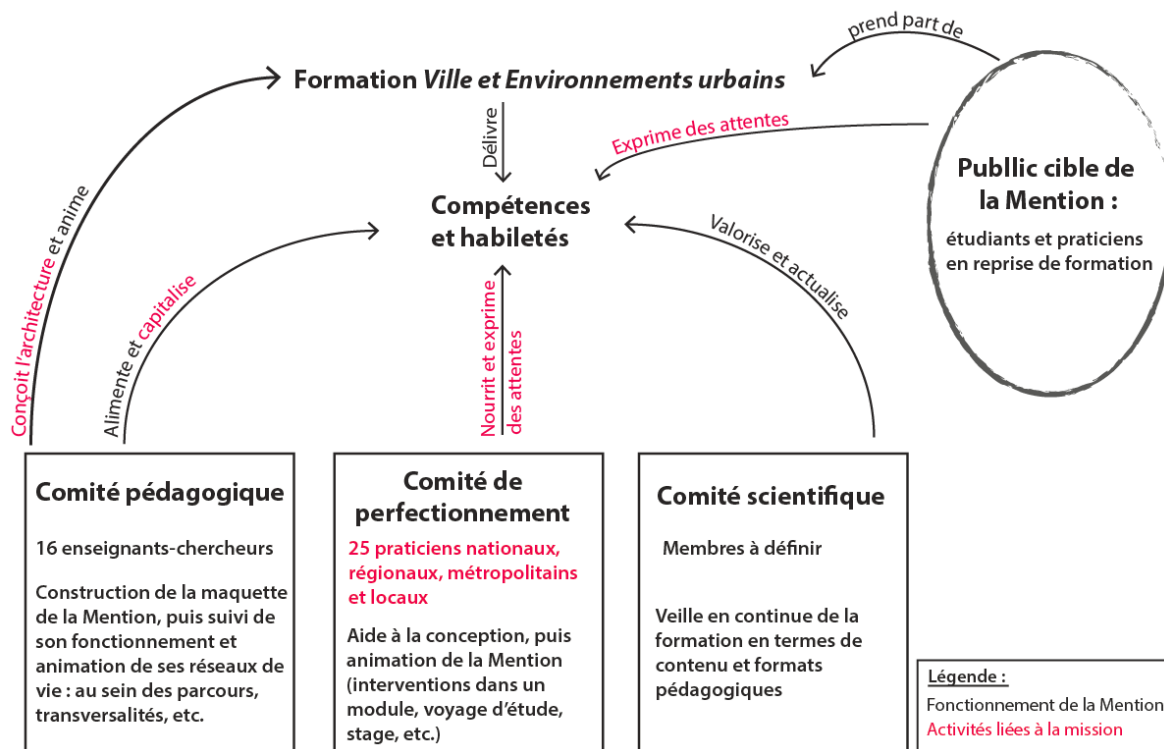 prend part de
Formation Ville et Environnements urbains
Délivre
Exprime des attentes
Publlic cible de
la Mention :
étudiants et praticiens
en reprise de formation
Compétences
et habiletés
Conçoit l'architecture et anime
Alimente et capitalise
Nourrit et exprime
des attentes
Valorise et actualise
Comité pédagogique
16 enseignants-chercheurs
Construction de la maquette
de la Mention, puis suivi de
son fonctionnement et
animation de ses réseaux de
vie : au sein des parcours,
transversalités, etc.
Comité de
perfectionnement
25 praticiens nationaux,
régionaux, métropolitains
et locaux
Aide à la conception, puis
animation de la Mention
(interventions dans un
module, voyage d'étude,
stage, etc.)
Comité scientifique
Membres à définir
Veille en continue de la
formation en termes de
contenu et formats
pédagogiques
Légende :
Fonctionnement de la Mention
Activités liées à la mission